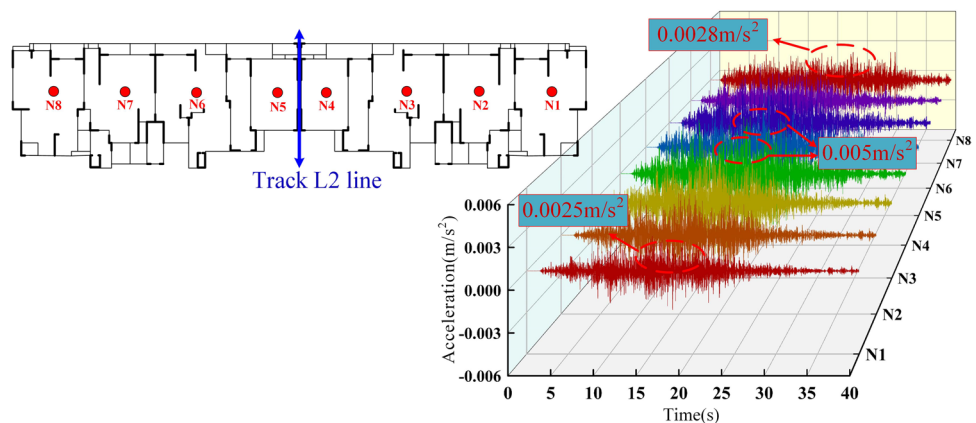 N8
N7
N6
N5
N4
N3
N2
N1
Track L2 line
0.0028m/s²
0.005m/s²
0.0025m/s²
Acceleration(m/s²)
0.006
0.003
0.000
-0.003
-0.006
0 5 10 15 20 25 30 35 40
Time(s)
N8
N7
N6
N5
N4
N3
N2
N1